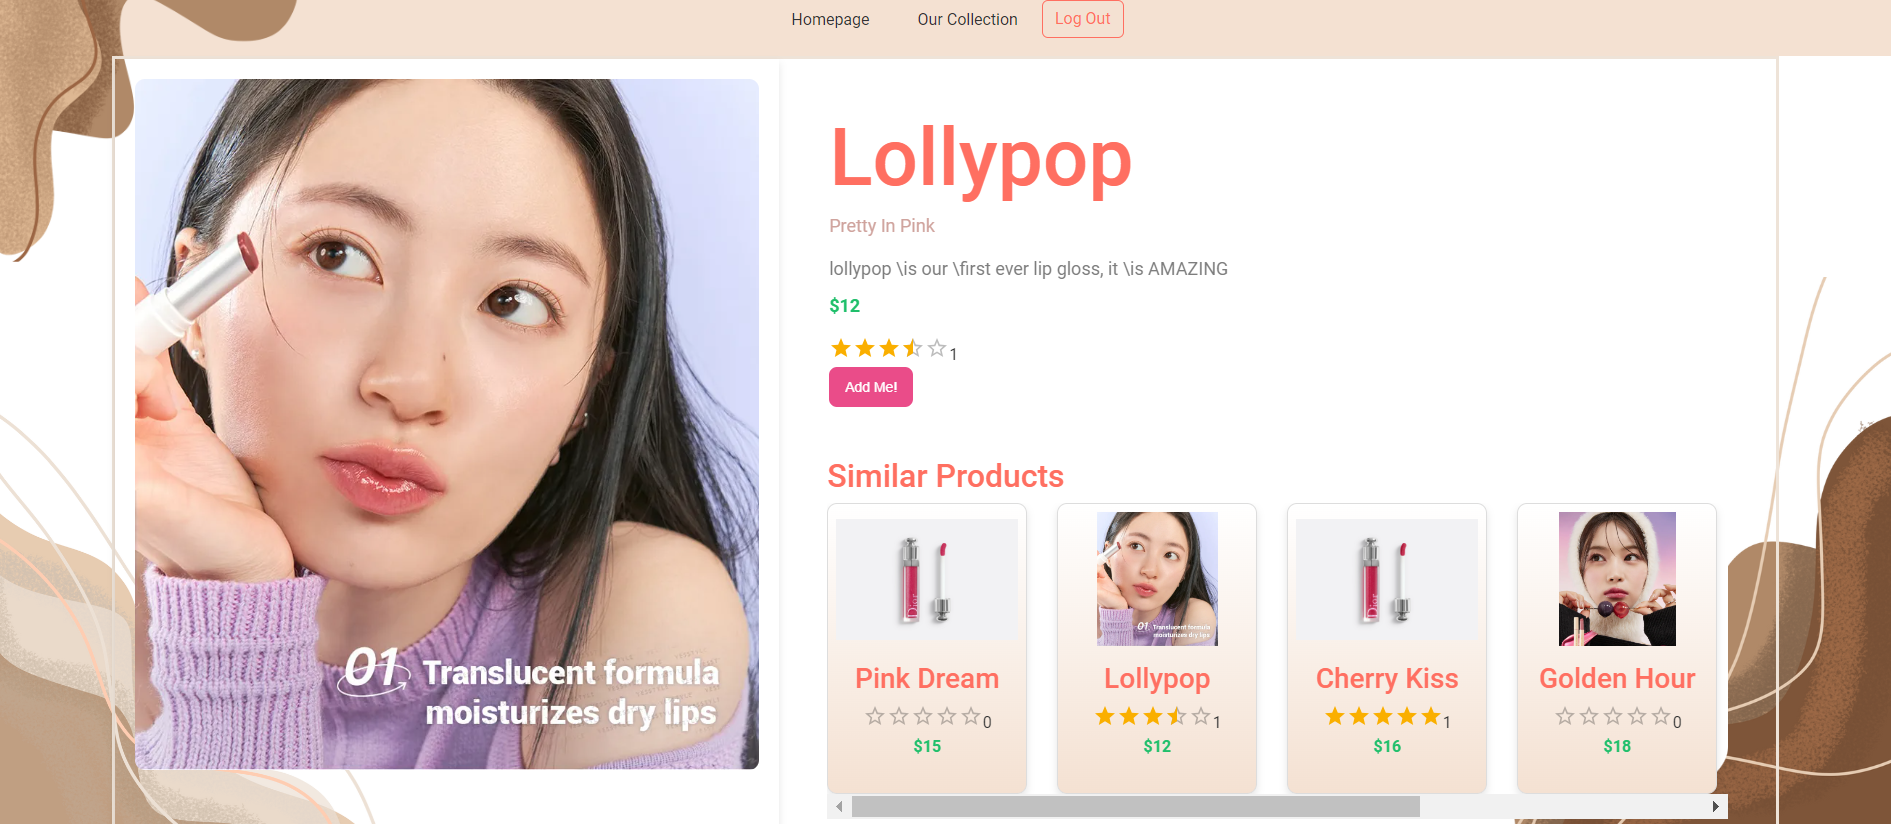 Homepage
Our Collection
Log Out
01 Translucent formula
moisturizes dry lips
Lollypop
Pretty In Pink
lollypop \is our \first ever lip gloss, it \is AMAZING
$12
1
Add Me!
Similar Products
Dior
Pink Dream
0
$15
01 Translucent formula
moisturizes dry lips
Lollypop
1
$12
Dior
Cherry Kiss
1
$16
Golden Hour
0
$18